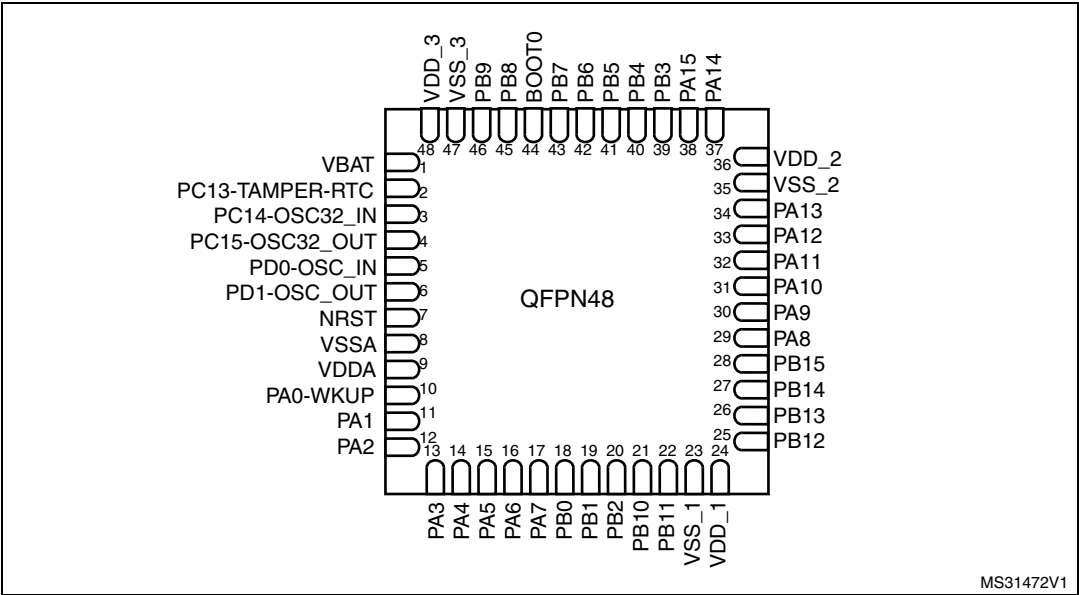 VDD_3
VSS_3
PB9
PB8
BOOT0
PB7
PB6
PB5
PB4
PB3
PA15
PA14
48 47 46 45 44 43 42 41 40 39 38 37
VBAT 1
PC13-TAMPER-RTC 2
PC14-OSC32_IN 3
PC15-OSC32_OUT 4
PD0-OSC_IN 5
PD1-OSC_OUT 6
NRST 7
VSSA 8
VDDA 9
PA0-WKUP 10
PA1 11
PA2 12
QFPN48
36 VDD_2
35 VSS_2
34 PA13
33 PA12
32 PA11
31 PA10
30 PA9
29 PA8
28 PB15
27 PB14
26 PB13
25 PB12
13 14 15 16 17 18 19 20 21 22 23 24
PA3
PA4
PA5
PA6
PA7
PB0
PB1
PB2
PB10
PB11
VSS_1
VDD_1
MS31472V1